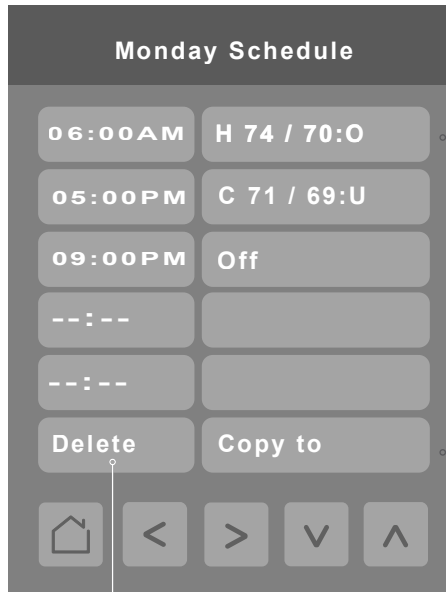 Monday Schedule
06:00AM H 74 / 70:O
05:00PM C 71 / 69:U
09:00PM Off
--:--
--:--
Delete Copy to
< > V Λ